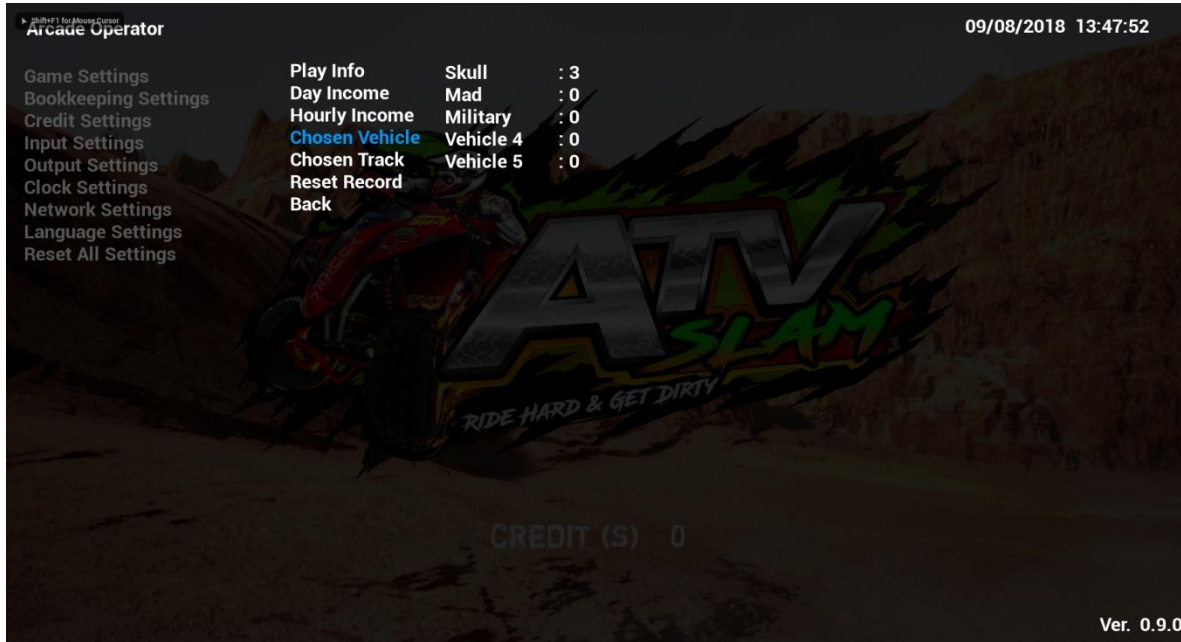 Shift+F1 for Mouse Cursor
Arcade Operator
09/08/2018 13:47:52
Game Settings
Bookkeeping Settings
Credit Settings
Input Settings
Output Settings
Clock Settings
Network Settings
Language Settings
Reset All Settings
Play Info
Day Income
Hourly Income
Chosen Vehicle
Chosen Track
Reset Record
Back
Skull : 3
Mad : 0
Military : 0
Vehicle 4 : 0
Vehicle 5 : 0
ATV
SLAM
RIDE HARD & GET DIRTY
CREDIT (S) 0
Ver. 0.9.0